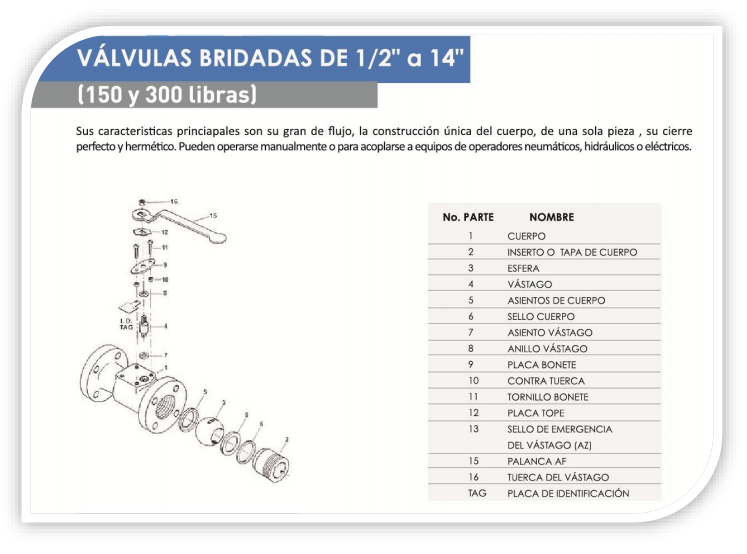 VÁLVULAS BRIDADAS DE 1/2" a 14"
(150 y 300 libras)
Sus caracteristicas princiapales son su gran de flujo, la construcción única del cuerpo, de una sola pieza , su cierre
perfecto y hermético. Pueden operarse manualmente o para acoplarse a equipos de operadores neumáticos, hidráulicos o eléctricos.
16
15
12
11
9
10
8
I.D.
TAG
4
7
1
5
3
5
6
2
No. PARTE NOMBRE
1 CUERPO
2 INSERTO O TAPA DE CUERPO
3 ESFERA
4 VÁSTAGO
5 ASIENTOS DE CUERPO
6 SELLO CUERPO
7 ASIENTO VÁSTAGO
8 ANILLO VÁSTAGO
9 PLACA BONETE
10 CONTRA TUERCA
11 TORNILLO BONETE
12 PLACA TOPE
13 SELLO DE EMERGENCIA
DEL VÁSTAGO (AZ)
15 PALANCA AF
16 TUERCA DEL VÁSTAGO
TAG PLACA DE IDENTIFICACIÓN